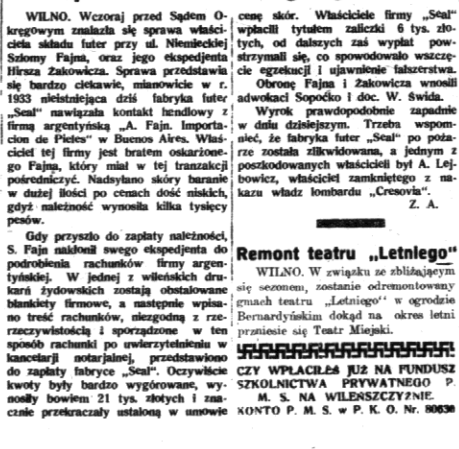 WILNO. Wczoraj przed Sądem O-
kręgowym znalazła się sprawa właści-
ciela składu futer przy ul. Niemieckiej
Szlomy Fajna, oraz jego ekspedjenta
Hirsza Żakowicza. Sprawa przedstawia
się bardzo ciekawie, mianowicie w r.
1933 nieistniejąca dziś fabryka futer
„Seal" nawiązała kontakt handlowy z
firmą argentyńską „A. Fajn. Importa-
cion de Pieles" w Buenos Aires. Właś-
ciciel tej firmy jest bratem oskarżone-
go Fajna, który miał w tej tranzakcji
pośredniczyć. Nadsyłano skóry baranie
w dużej ilości po cenach dość niskich,
gdyż należność wynosiła kilka tysięcy
pesów.
Gdy przyszło do zapłaty należności,
S. Fajn nakłonił swego ekspedjenta do
podrobienia rachunków firmy argen-
tyńskiej. W jednej z wileńskich dru-
karń żydowskich zostają obstalowane
blankiety firmowe, a następnie wpisa-
no treść rachunków, niezgodną z rze-
rzeczywistością i sporządzone w ten
sposób rachunki po uwierzytelnieniu w
kancelarji notarjalnej, przedstawiono
do zapłaty fabryce „Seal". Oczywiście
kwoty były bardzo wygórowane, wy-
nosiły bowiem 21 tys. złotych i zna-
cznie przekraczały ustaloną w umowie
cenę skór. Właściciele firmy „Seal"
wpłacili tytułem zaliczki 6 tys. zło-
tych, od dalszych zaś wypłat pow-
strzymali się, co spowodowało wszczę-
cie egzekucji i ujawnienie fałszerstwa.
Obronę Fajna i Żakowicza wnosili
adwokaci Sopoćko i doc. W. Świda.
Wyrok prawdopodobnie zapadnie
w dniu dzisiejszym. Trzeba wspom-
nieć, że fabryka futer „Seal" po poża-
rze została zlikwidowana, a jednym z
poszkodowanych właścicieli był A. Lej-
bowicz, właściciel zamkniętego z na-
kazu władz lombardu „Cresovia".
Z. A.
Remont teatru „Letniego"
WILNO. W związku ze zbliżającym
się sezonem, zostanie odremontowany
gmach teatru „Letniego" w ogrodzie
Bernardyńskim dokąd na okres letni
przniesie się Teatr Miejski.
CZY WPŁACIŁEŚ JUŻ NA FUNDUSZ
SZKOLNICTWA PRYWATNEGO P.
M. S. NA WILEŃSZCZYŹNIE.
KONTO P. M. S. w P. K. O. Nr. 80630